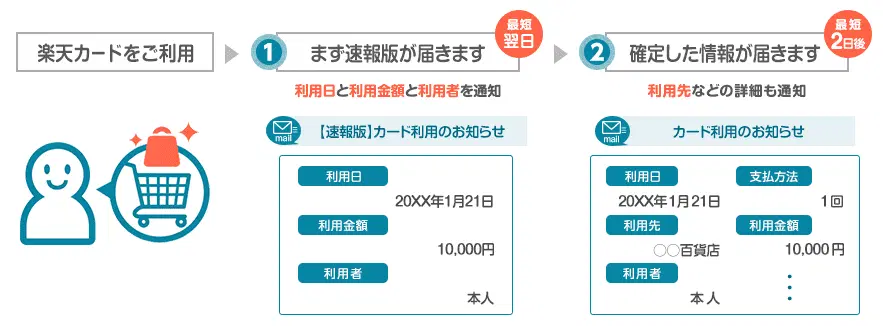 楽天カードをご利用
1
まず速報版が届きます
最短
翌日
利用日と利用金額と利用者を通知
mail
【速報版】カード利用のお知らせ
利用日
20XX年1月21日
利用金額
10,000円
利用者
本人
2
確定した情報が届きます
最短
2日後
利用先などの詳細も通知
mail
カード利用のお知らせ
利用日
支払方法
20XX年1月21日
1回
利用先
利用金額
○○百貨店
10,000円
利用者
本人